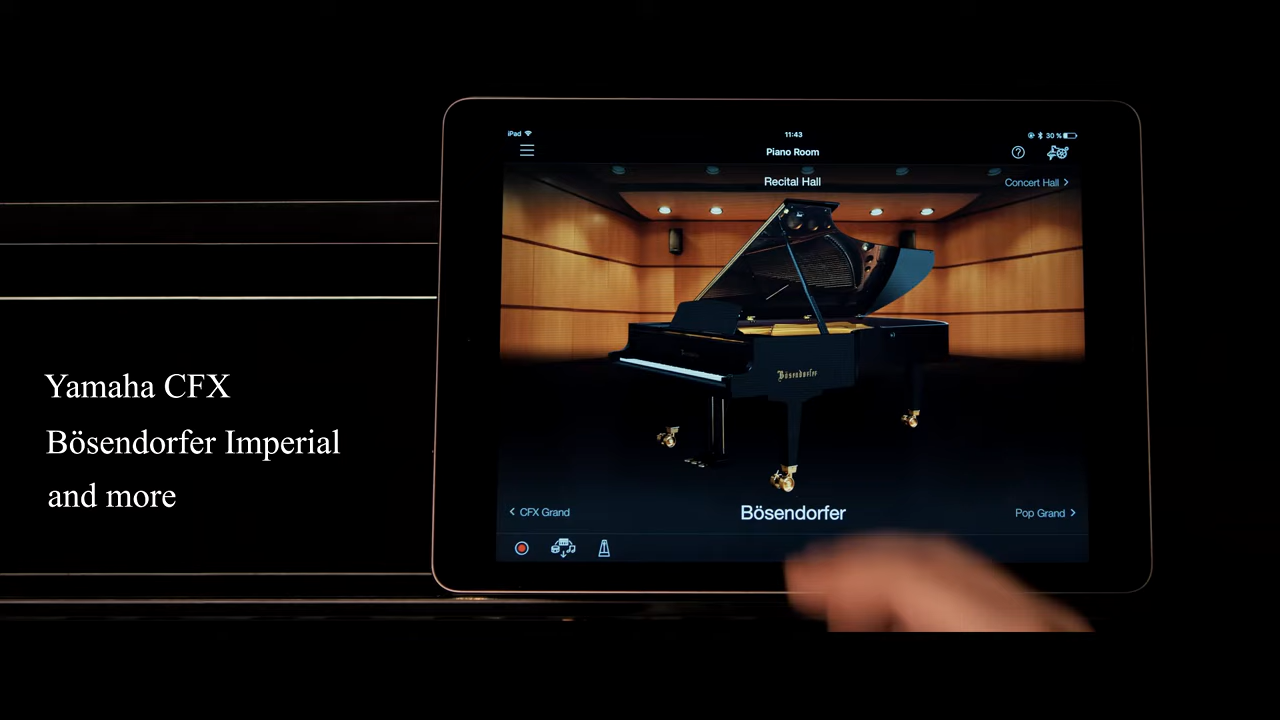 iPad
11:43
30 %
Piano Room
Recital Hall
Concert Hall
Bösendorfer
Yamaha CFX
Bösendorfer Imperial
and more
CFX Grand
Bösendorfer
Pop Grand